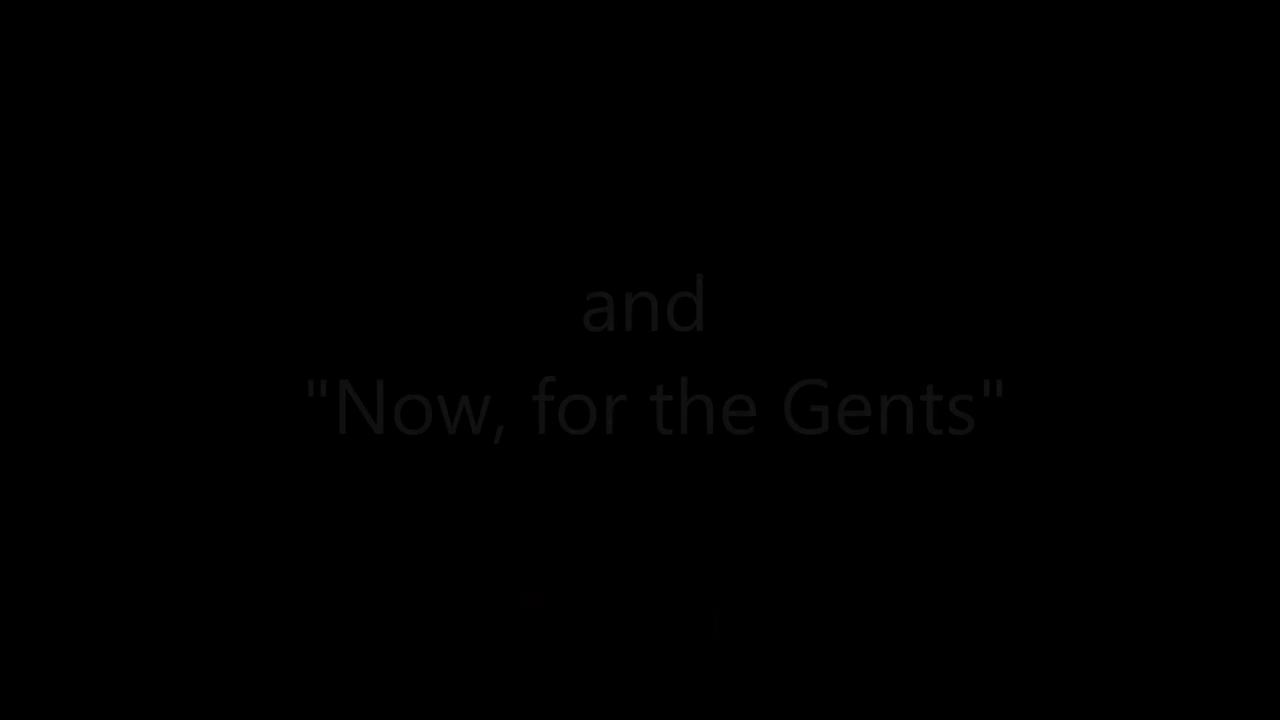 and
"Now, for the Gents"